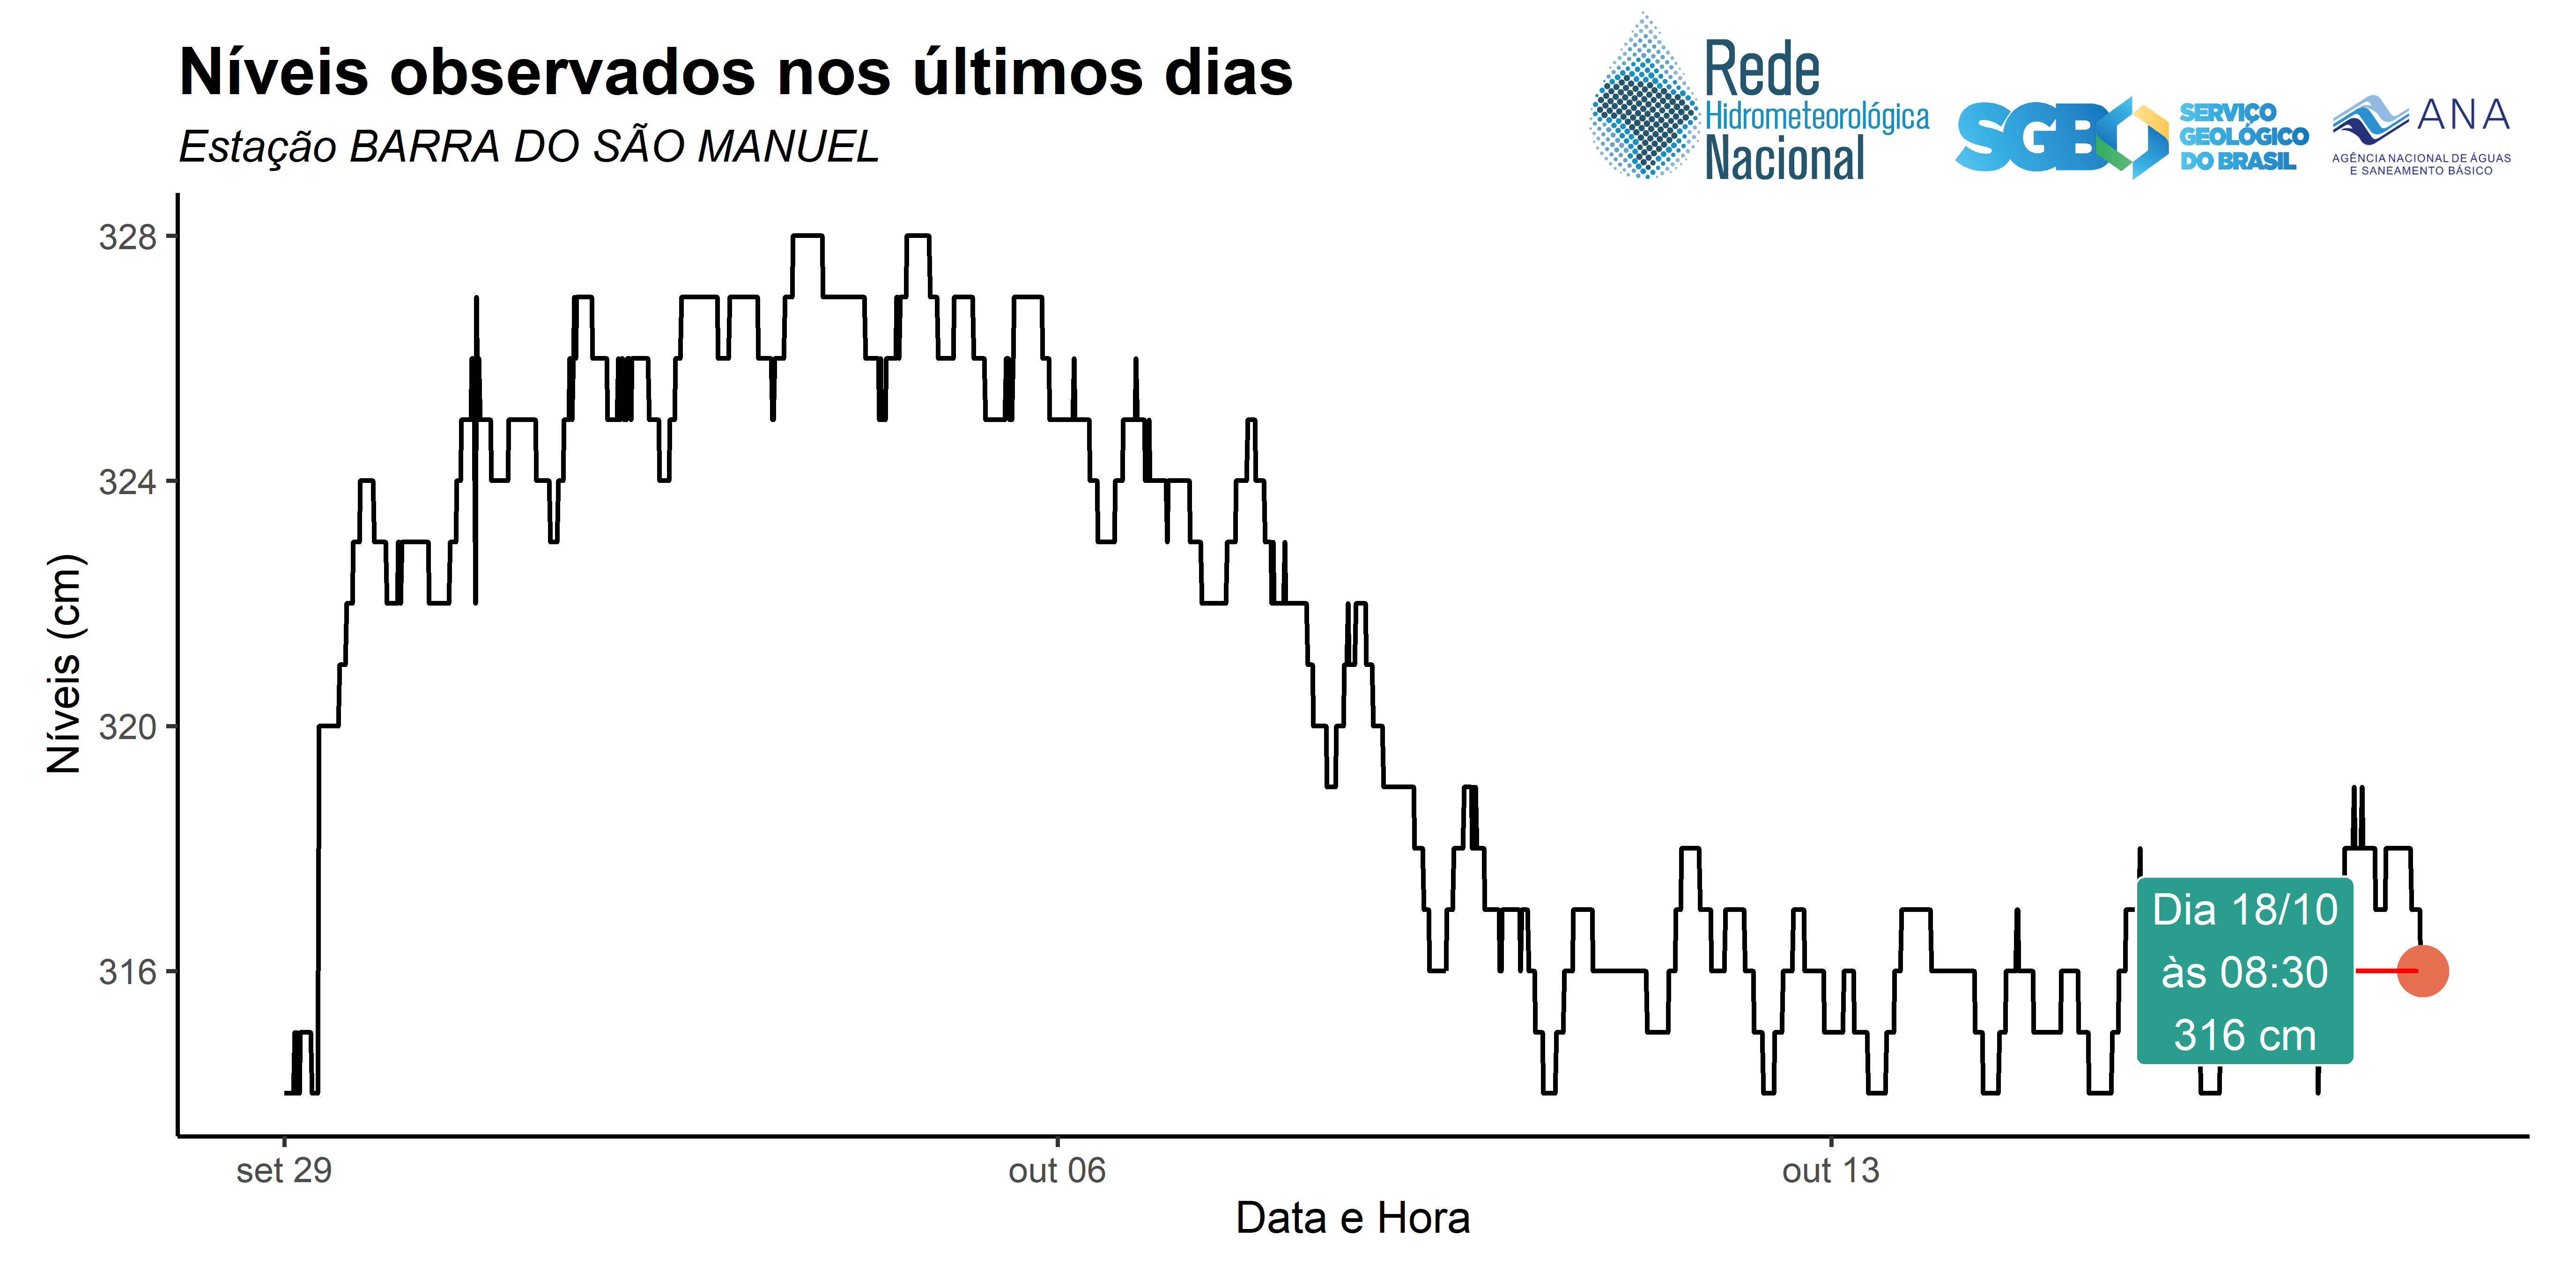 Níveis observados nos últimos dias
Estação BARRA DO SÃO MANUEL
Rede
Hidrometeorológica
Nacional
SGB
SERVIÇO
GEOLÓGICO
DO BRASIL
ANA
AGÊNCIA NACIONAL DE ÁGUAS
E SANEAMENTO BÁSICO
328
324
320
316
Níveis (cm)
Dia 18/10
às 08:30
316 cm
set 29
out 06
out 13
Data e Hora